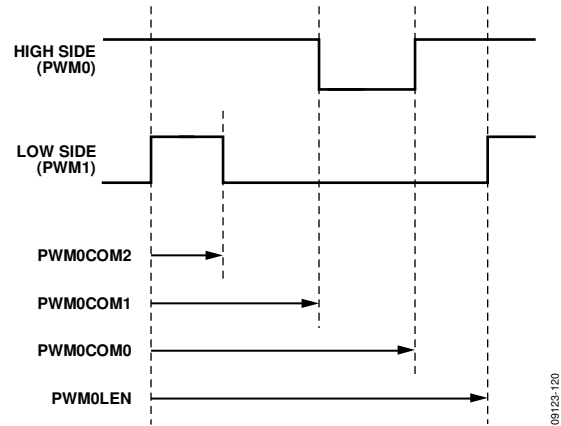 HIGH SIDE
(PWM0)
LOW SIDE
(PWM1)
PWM0COM2
PWM0COM1
PWM0COM0
PWM0LEN
09123-120